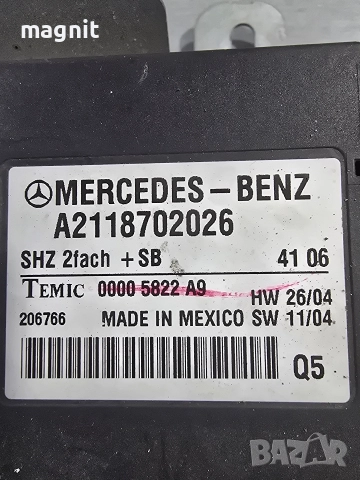 magnit
MERCEDES-BENZ
A2118702026
SHZ 2fach +SB 41 06
TEMIC 0000 5822 A9 HW 26/04
206766 MADE IN MEXICO SW 11/04
Q5
BAZAR